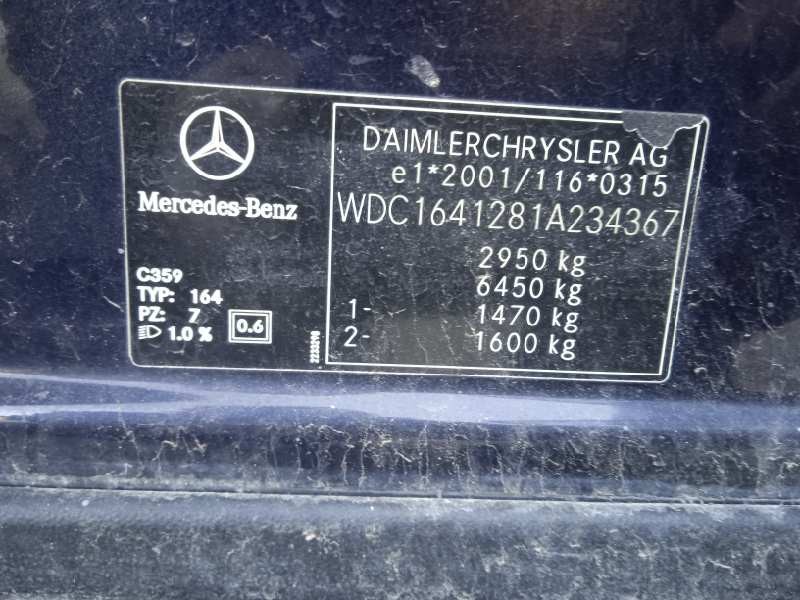 Mercedes-Benz
C359
TYP: 164
PZ: 7
1.0 %
0.6
DAIMLERCHRYSLER AG
e1*2001/116*0315
WDC1641281A234367
2950 kg
6450 kg
1- 1470 kg
2- 1600 kg